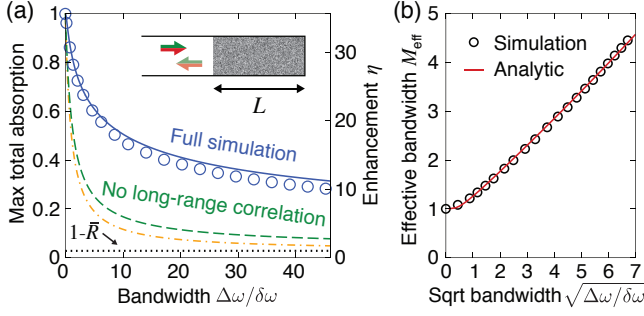 (a)
1
0.8
0.6
0.4
0.2
0
Max total absorption
0
10
20
30
40
Bandwidth Δω/δω
30
20
10
0
Enhancement η
L
Full simulation
No long-range correlation
1-R̄
(b)
5
4
3
2
1
0
Effective bandwidth M_eff
Simulation
Analytic
0 1 2 3 4 5 6 7
Sqrt bandwidth √Δω/δω